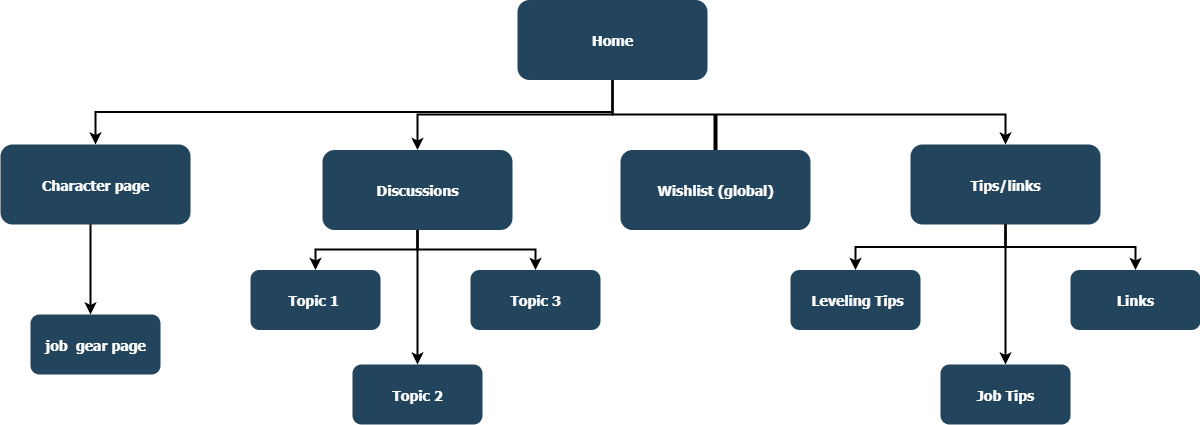 Home
Character page
Discussions
Wishlist (global)
Tips/links
Topic 1
Topic 3
Leveling Tips
Links
job  gear page
Topic 2
Job Tips